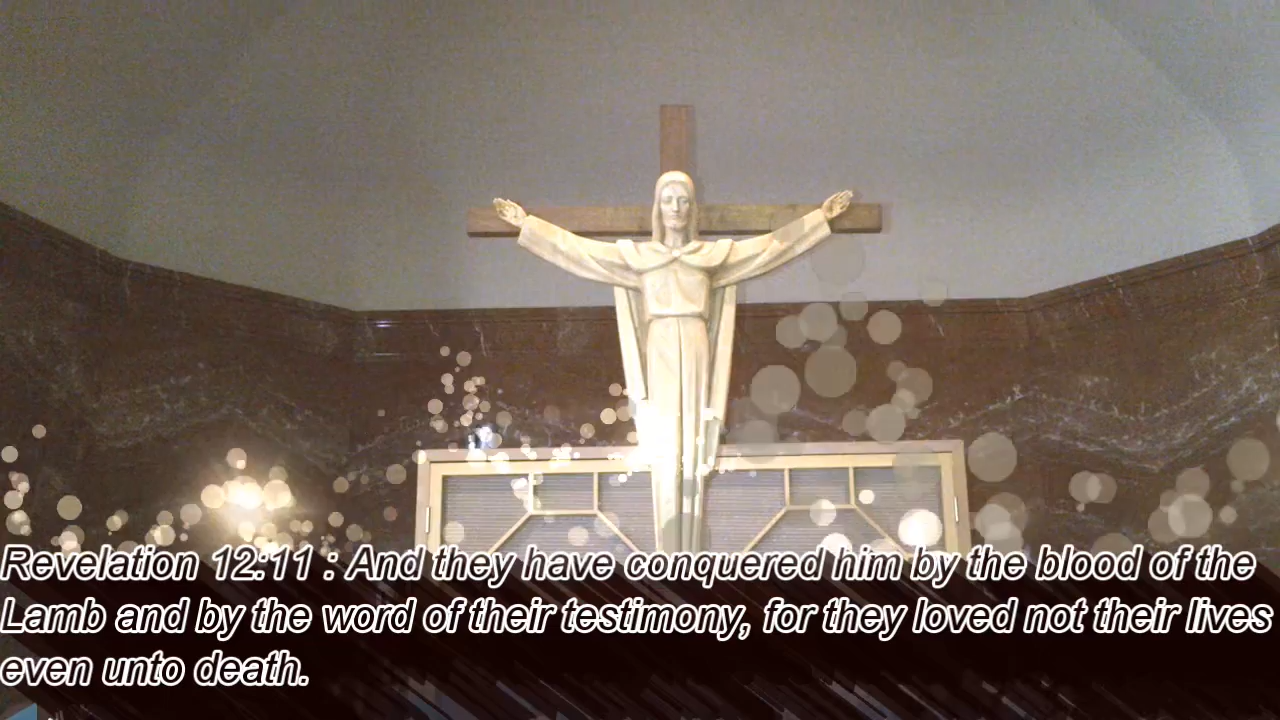 Revelation 12:11 : And they have conquered him by the blood of the
Lamb and by the word of their testimony, for they loved not their lives
even unto death.